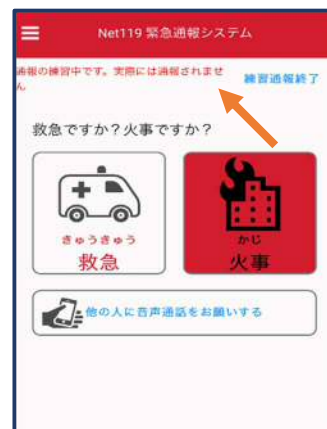 Net119 緊急通報システム
通報の練習中です。実際には通報されませ
ん
練習通報終了
救急ですか？火事ですか？
きゅうきゅう
救急
かじ
火事
他の人に音声通話をお願いする